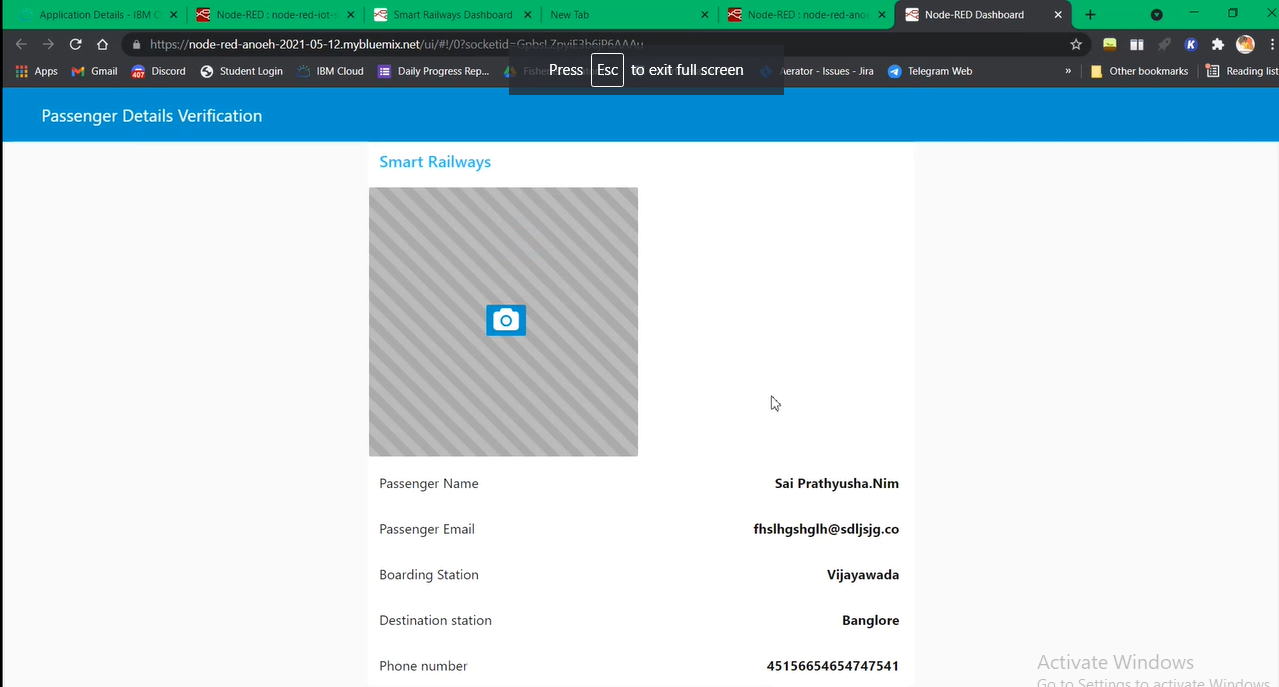 Application Details - IBM C
Node-RED : node-red-iot-s
Smart Railways Dashboard
New Tab
Node-RED : node-red-ano
Node-RED Dashboard
https://node-red-anoeh-2021-05-12.mybluemix.net/ui/#!/0?socketid=
Apps
Gmail
407
Discord
Student Login
IBM Cloud
Daily Progress Rep...
Press Esc to exit full screen
Aerator - Issues - Jira
Telegram Web
»
Other bookmarks
Reading list
Passenger Details Verification
Smart Railways
Passenger Name Sai Prathyusha.Nim
Passenger Email fhslhgshglh@sdljsjg.co
Boarding Station Vijayawada
Destination station Banglore
Phone number 45156654654747541
Activate Windows
Go to Settings to activate Windows.